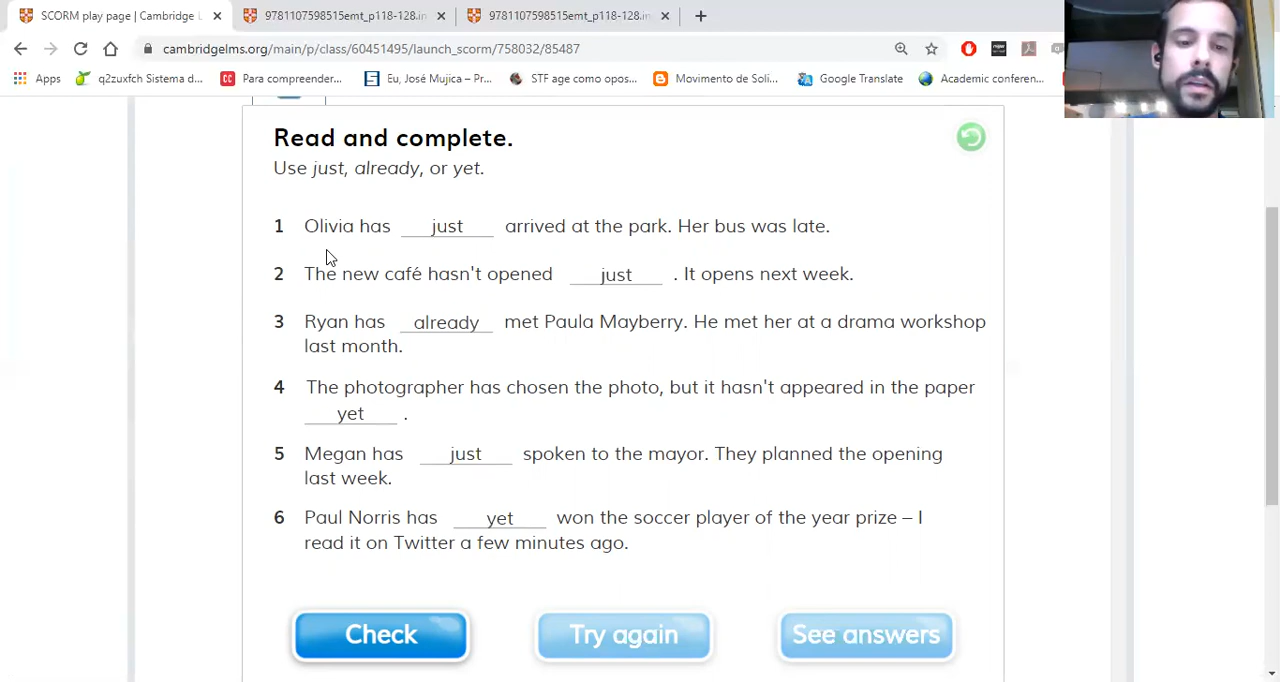 SCORM play page | Cambridge L
9781107598515emt_p118-128.in
9781107598515emt_p118-128.in
cambridgelms.org/main/p/class/60451495/launch_scorm/758032/85487
Apps
q2zuxfch Sistema d...
Para compreender...
Eu, José Mujica – Pr...
STF age como opos...
Movimento de Soli...
Google Translate
Academic conferen...
Read and complete.
Use just, already, or yet.
1 Olivia has just arrived at the park. Her bus was late.
2 The new café hasn't opened just . It opens next week.
3 Ryan has already met Paula Mayberry. He met her at a drama workshop
last month.
4 The photographer has chosen the photo, but it hasn't appeared in the paper
yet .
5 Megan has just spoken to the mayor. They planned the opening
last week.
6 Paul Norris has yet won the soccer player of the year prize – I
read it on Twitter a few minutes ago.
Check
Try again
See answers